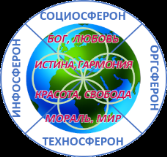 СОЦИОСФЕРОН
ИНФОСФЕРОН
ОРГСФЕРОН
БОГ, ЛЮБОВЬ
ИСТИНА,ГАРМОНИЯ
КРАСОТА, СВОБОДА
МОРАЛЬ, МИР
ТЕХНОСФЕРОН